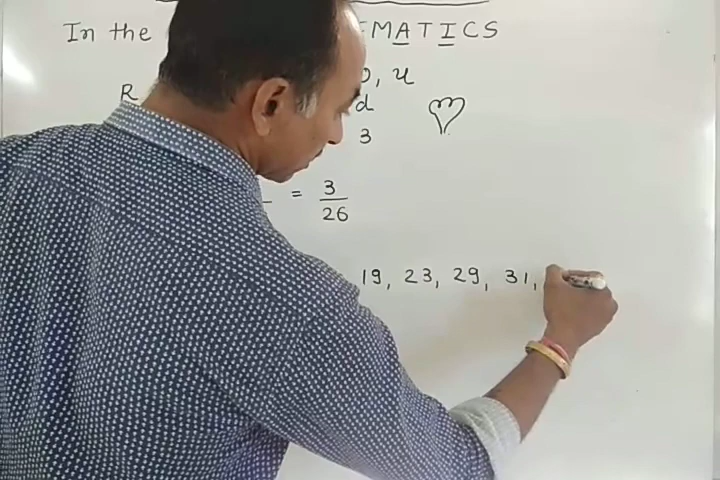 In the MATICS
R , u
d
3
= 3/26
19, 23, 29, 31,